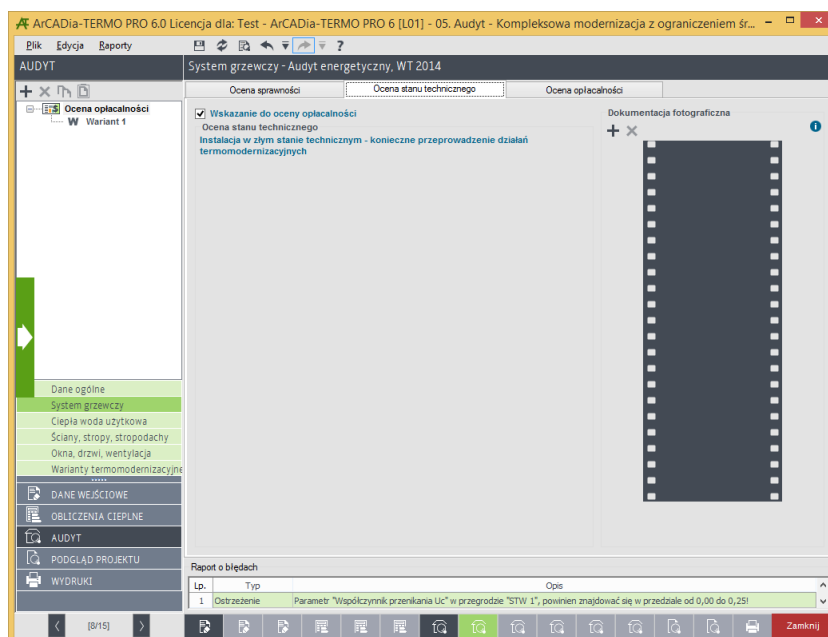 ArCADia-TERMO PRO 6.0 Licencja dla: Test - ArCADia-TERMO PRO 6 [L01] - 05. Audyt - Kompleksowa modernizacja z ograniczeniem śr...
Plik Edycja Raporty
AUDYT
System grzewczy - Audyt energetyczny, WT 2014
Ocena sprawności
Ocena stanu technicznego
Ocena opłacalności
Ocena opłacalności
W Wariant 1
Wskazanie do oceny opłacalności
Ocena stanu technicznego
Instalacja w złym stanie technicznym - konieczne przeprowadzenie działań
termomodernizacyjnych
Dokumentacja fotograficzna
Dane ogólne
System grzewczy
Ciepła woda użytkowa
Ściany, stropy, stropodachy
Okna, drzwi, wentylacja
Warianty termomodernizacyjne
DANE WEJŚCIOWE
OBLICZENIA CIEPLNE
AUDYT
PODGLĄD PROJEKTU
WYDRUKI
Raport o błędach
Lp. Typ Opis
1 Ostrzeżenie Parametr "Współczynnik przenikania Uc" w przegrodzie "STW 1", powinien znajdować się w przedziale od 0,00 do 0,25!
[8/15]
Zamknij